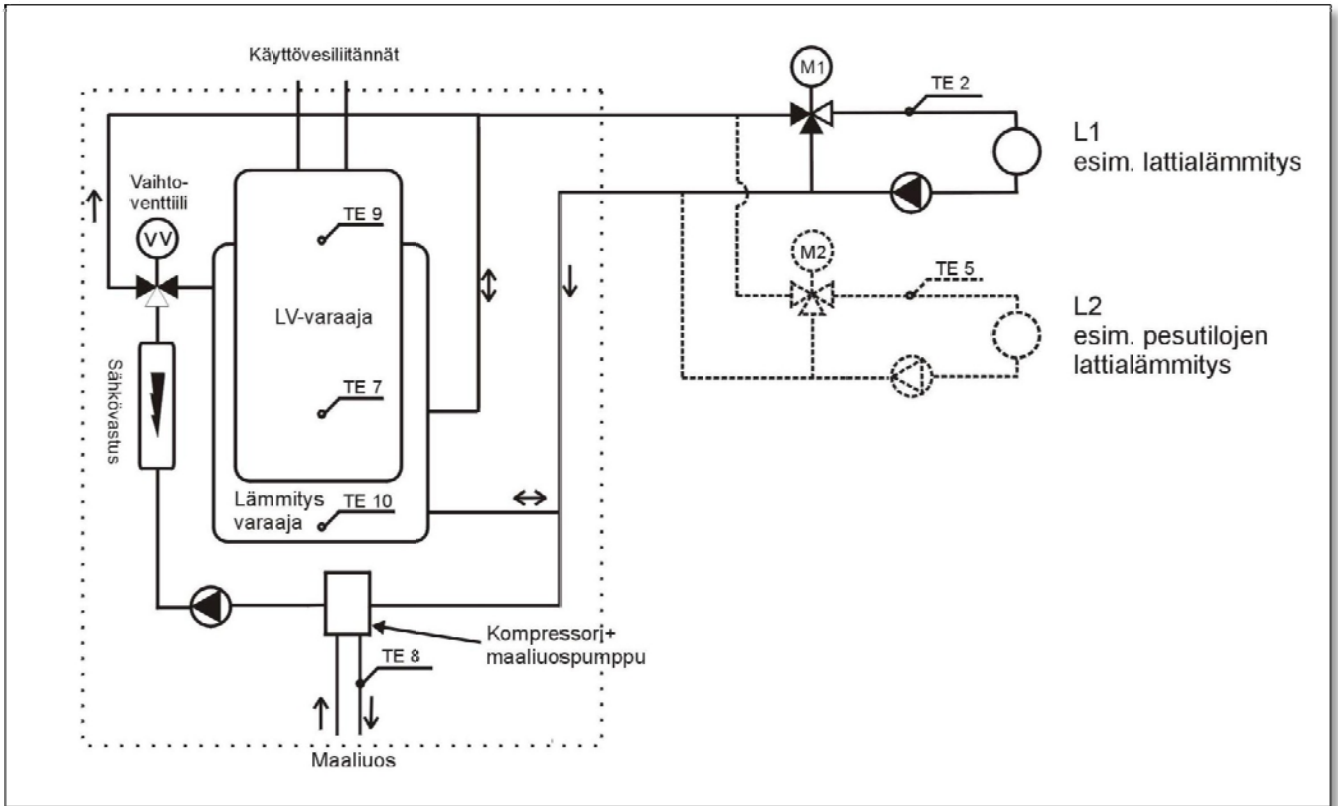 Käyttövesiliitännät
M1
TE 2
L1
esim. lattialämmitys
Vaihto-
venttiili
VV
TE 9
M2
TE 5
LV-varaaja
L2
esim. pesutilojen
lattialämmitys
Sähkövastus
TE 7
Lämmitys
varaaja
TE 10
Kompressori+
maaliuospumppu
TE 8
Maaliuos